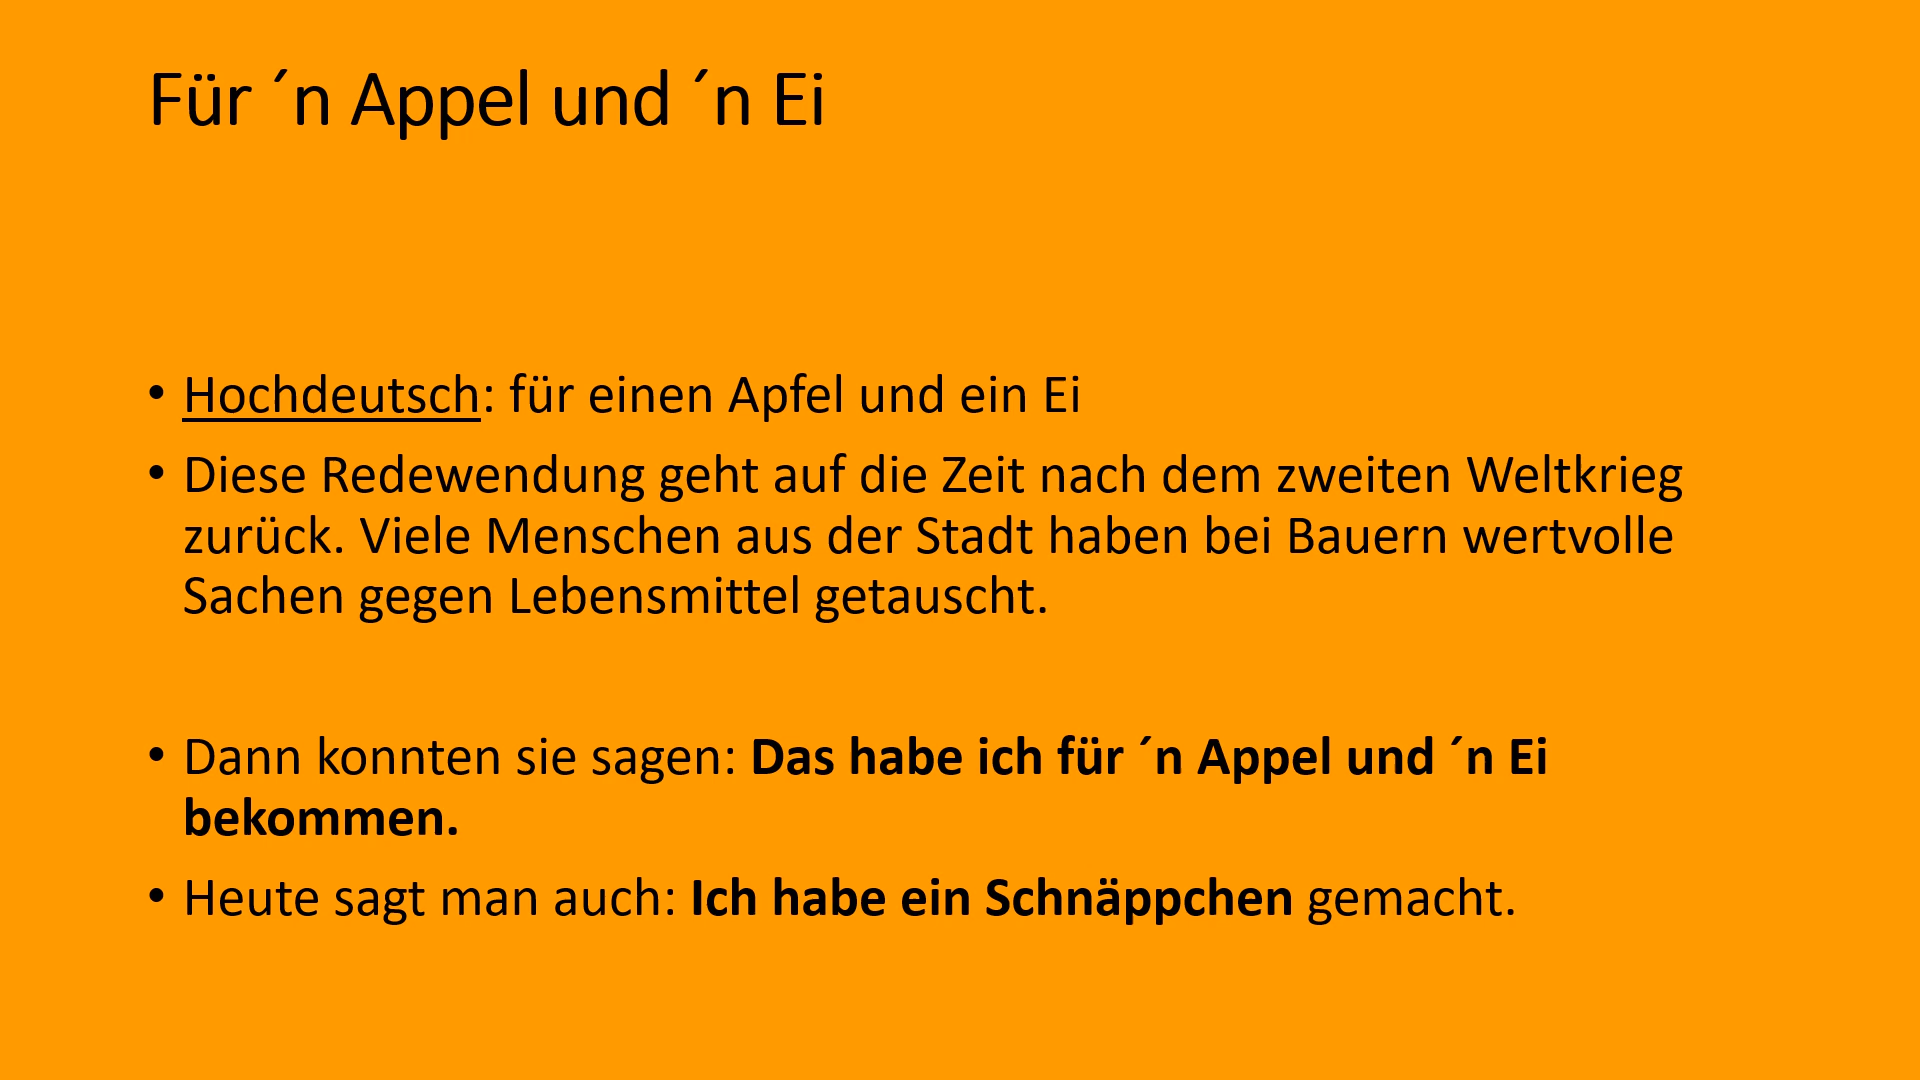 Für ´n Appel und ´n Ei
• Hochdeutsch: für einen Apfel und ein Ei
• Diese Redewendung geht auf die Zeit nach dem zweiten Weltkrieg
zurück. Viele Menschen aus der Stadt haben bei Bauern wertvolle
Sachen gegen Lebensmittel getauscht.
• Dann konnten sie sagen: Das habe ich für ´n Appel und ´n Ei
bekommen.
• Heute sagt man auch: Ich habe ein Schnäppchen gemacht.